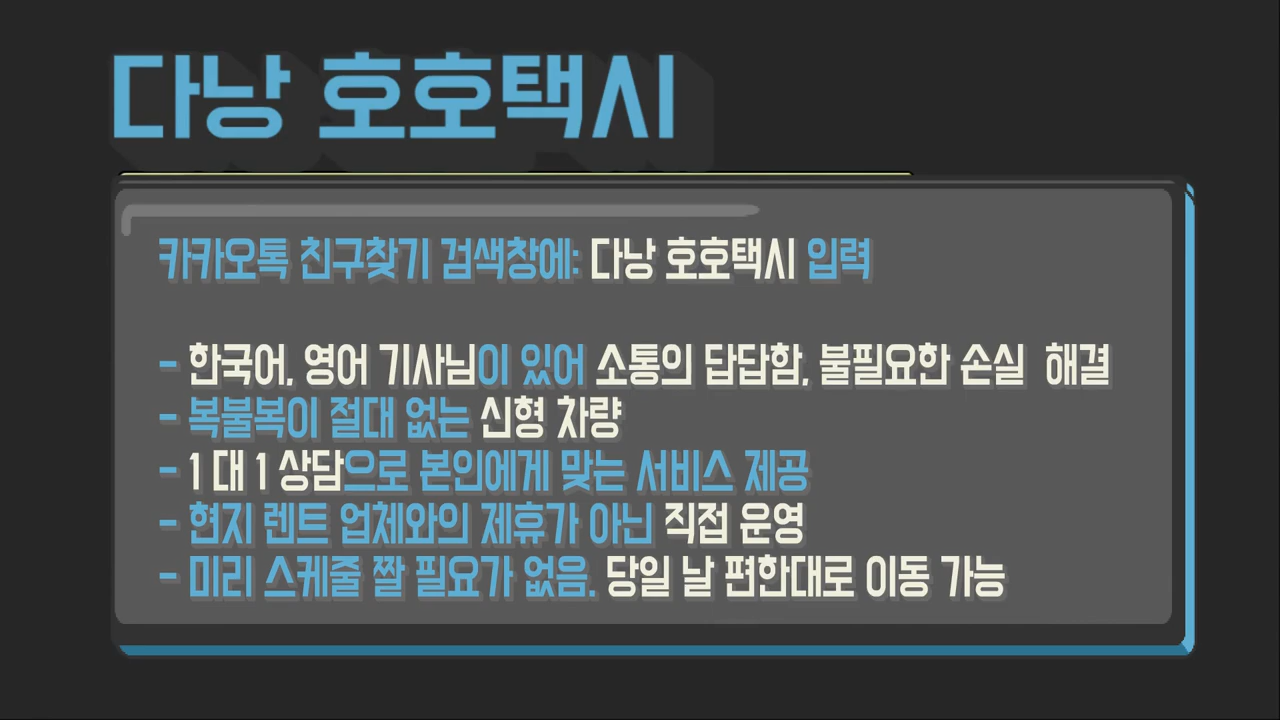 다낭 호호택시
카카오톡 친구찾기 검색창에: 다낭 호호택시 입력
- 한국어, 영어 기사님이 있어 소통의 답답함, 불필요한 손실 해결
- 복불복이 절대 없는 신형 차량
- 1 대 1 상담으로 본인에게 맞는 서비스 제공
- 현지 렌트 업체와의 제휴가 아닌 직접 운영
- 미리 스케줄 짤 필요가 없음. 당일 날 편한대로 이동 가능